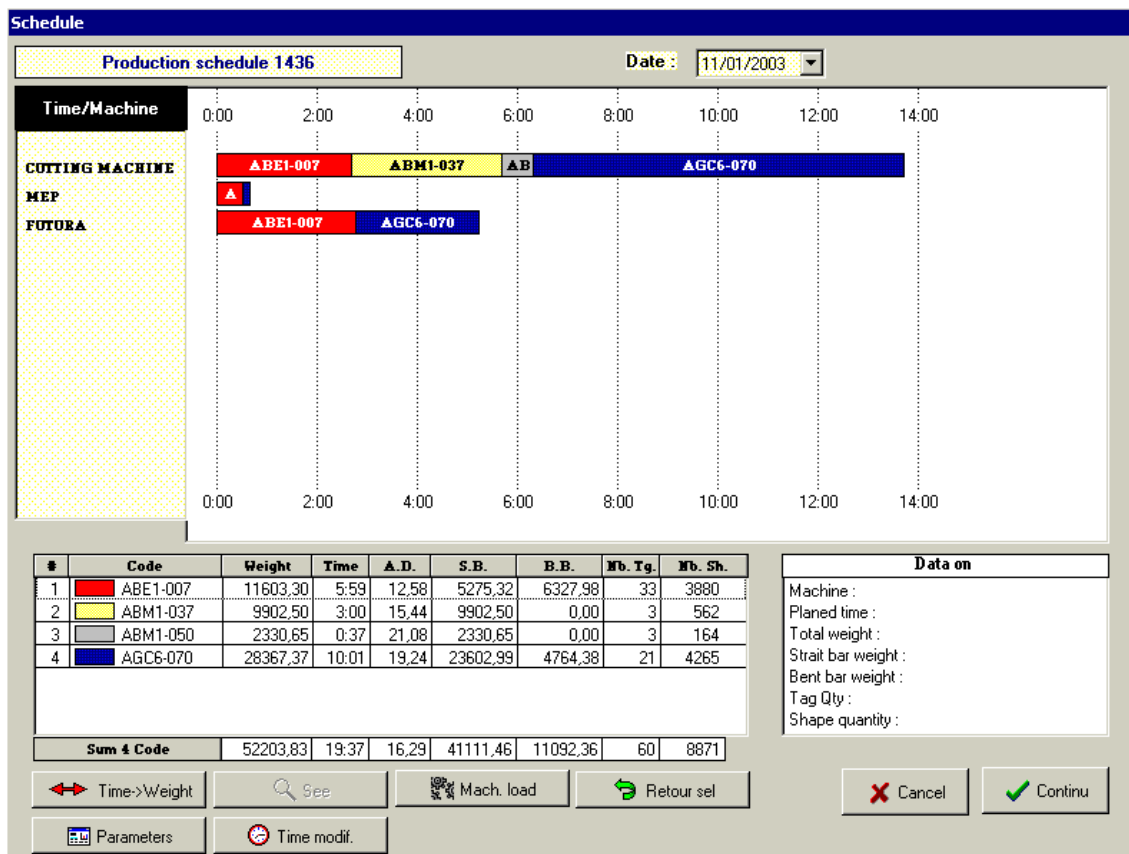 Schedule
Production schedule 1436
Date : 11/01/2003
Time/Machine
0:00 2:00 4:00 6:00 8:00 10:00 12:00 14:00
CUTTING MACHINE ABE1-007 ABM1-037 AB AGC6-070
MEP A
FUTURA ABE1-007 AGC6-070
0:00 2:00 4:00 6:00 8:00 10:00 12:00 14:00
# Code Weight Time A.D. S.B. B.B. Nb. Tg. Nb. Sh.
1 ABE1-007 11603,30 5:59 12,58 5275,32 6327,98 33 3880
2 ABM1-037 9902,50 3:00 15,44 9902,50 0,00 3 562
3 ABM1-050 2330,65 0:37 21,08 2330,65 0,00 3 164
4 AGC6-070 28367,37 10:01 19,24 23602,99 4764,38 21 4265
Sum 4 Code 52203,83 19:37 16,29 41111,46 11092,36 60 8871
Data on
Machine :
Planed time :
Total weight :
Strait bar weight :
Bent bar weight :
Tag Qty :
Shape quantity :
Time->Weight See Mach. load Retour sel Cancel Continu
Parameters Time modif.